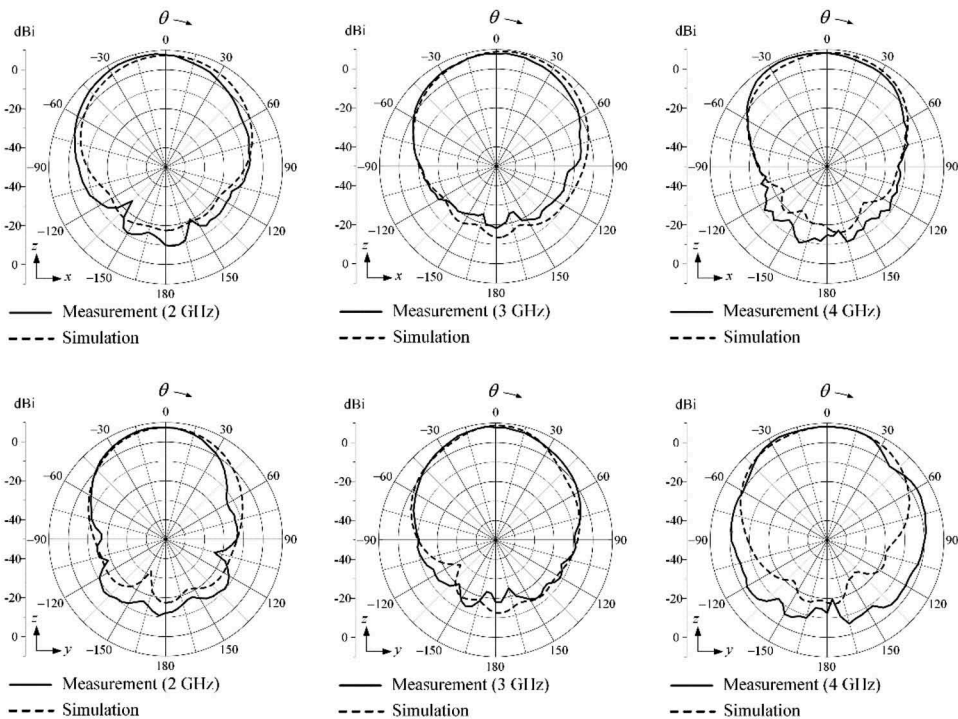 θ
dBi
0
−30 30
0
−60 60
-20
-40
−90 90
-40
−120 120
-20
0
z
x
−150 150
180
Measurement (2 GHz)
Simulation
θ
dBi
0
−30 30
0
−60 60
-20
-40
−90 90
-40
−120 120
-20
0
z
x
−150 150
180
Measurement (3 GHz)
Simulation
θ
dBi
0
−30 30
0
−60 60
-20
-40
−90 90
-40
−120 120
-20
0
z
x
−150 150
180
Measurement (4 GHz)
Simulation
θ
dBi
0
−30 30
0
−60 60
-20
-40
−90 90
-40
−120 120
-20
0
z
y
−150 150
180
Measurement (2 GHz)
Simulation
θ
dBi
0
−30 30
0
−60 60
-20
-40
−90 90
-40
−120 120
-20
0
z
y
−150 150
180
Measurement (3 GHz)
Simulation
θ
dBi
0
−30 30
0
−60 60
-20
-40
−90 90
-40
−120 120
-20
0
z
y
−150 150
180
Measurement (4 GHz)
Simulation